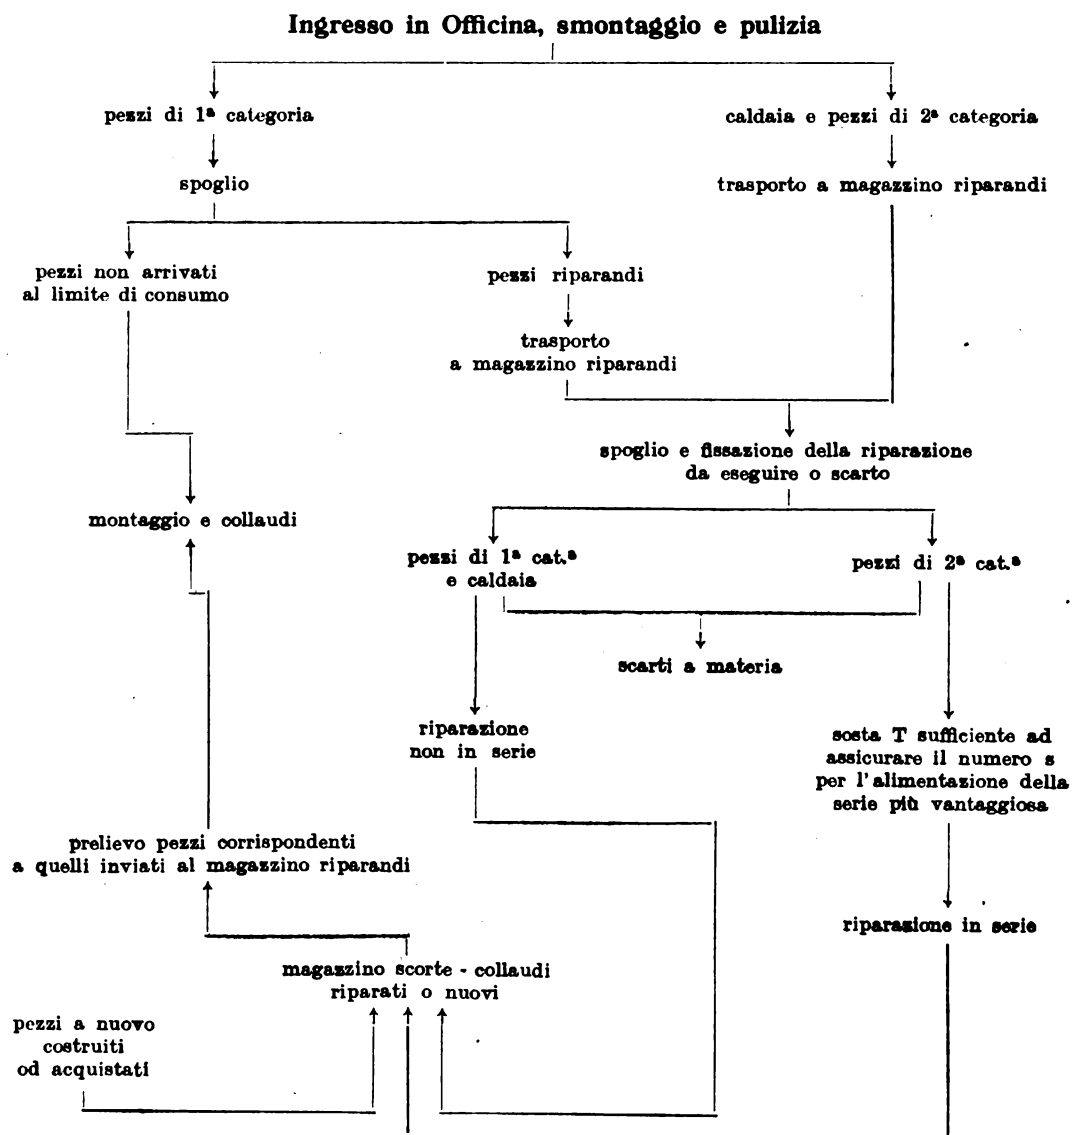 Ingresso in Officina, smontaggio e pulizia
pezzi di 1ª categoria
caldaia e pezzi di 2ª categoria
spoglio
trasporto a magazzino riparandi
pezzi non arrivati
al limite di consumo
pezzi riparandi
trasporto
a magazzino riparandi
spoglio e fissazione della riparazione
da eseguire o scarto
montaggio e collaudi
pezzi di 1ª cat.ª
e caldaia
pezzi di 2ª cat.ª
scarti a materia
riparazione
non in serie
sosta T sufficiente ad
assicurare il numero s
per l'alimentazione della
serie più vantaggiosa
prelievo pezzi corrispondenti
a quelli inviati al magazzino riparandi
riparazione in serie
magazzino scorte - collaudi
riparati o nuovi
pezzi a nuovo
costruiti
od acquistati